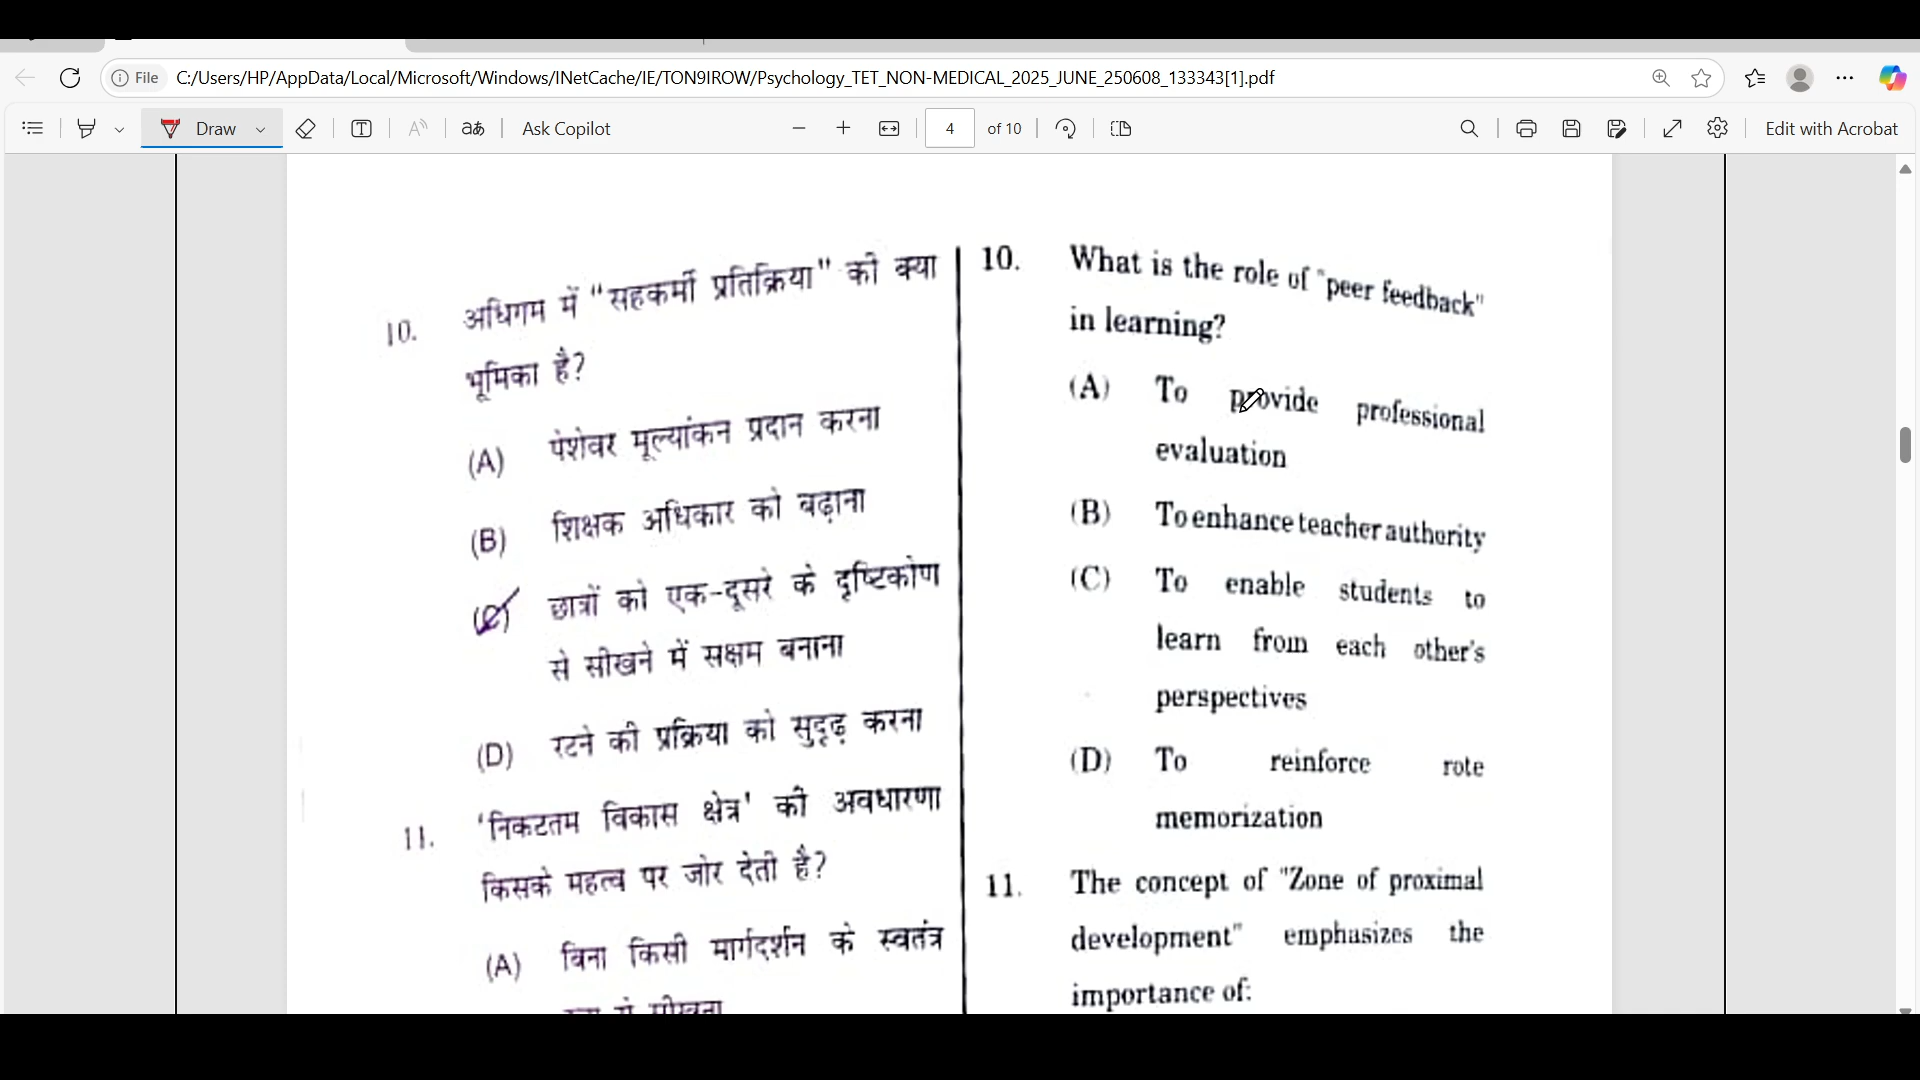 File C:/Users/HP/AppData/Local/Microsoft/Windows/INetCache/IE/TON9IROW/Psychology_TET_NON-MEDICAL_2025_JUNE_250608_133343[1].pdf
Draw
aあ
Ask Copilot
4 of 10
Edit with Acrobat
10. अधिगम में “सहकर्मी प्रतिक्रिया” की क्या
भूमिका है?
(A) पेशेवर मूल्यांकन प्रदान करना
(B) शिक्षक अधिकार को बढ़ाना
(C) छात्रों को एक-दूसरे के दृष्टिकोण
से सीखने में सक्षम बनाना
(D) रटने की प्रक्रिया को सुदृढ़ करना
11. 'निकटतम विकास क्षेत्र' की अवधारणा
किसके महत्व पर जोर देती है?
(A) बिना किसी मार्गदर्शन के स्वतंत्र
10. What is the role of "peer feedback"
in learning?
(A) To provide professional
evaluation
(B) To enhance teacher authority
(C) To enable students to
learn from each other's
perspectives
(D) To reinforce rote
memorization
11. The concept of "Zone of proximal
development" emphasizes the
importance of: